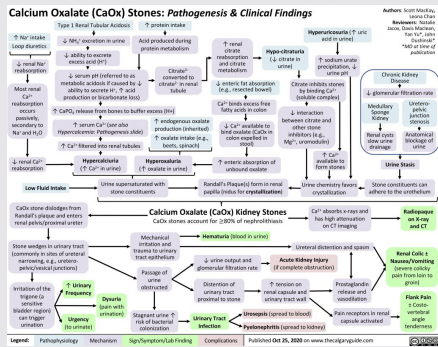 Calcium Oxalate (CaOx) Stones: Pathogenesis & Clinical Findings
Authors: Scott MacKay,
Leona Chan
Reviewers: Natalie
Jacox, Davis Maclean,
Yan Yu*, John
Dushinski*
*MD at time of
publication
Type 1 Renal Tubular Acidosis
↓ NH₄⁺ excretion in urine
↓ ability to excrete
excess acid (H⁺)
↓ serum pH (referred to as
metabolic acidosis if caused by ↓
ability to excrete H⁺, ↑ acid
production or bicarbonate loss)
↑ CaPO₄ release from bones to buffer excess (H+)
↑ serum Ca²⁺ (see also
Hypercalcemia: Pathogenesis slide)
↑ Ca²⁺ filtered into renal tubules
↑ protein intake
Acid produced during
protein metabolism
Citrate³⁻
converted to
citrate²⁻ in renal
tubule
↑ Na⁺ intake
Loop diuretics
↓ renal Na⁺
reabsorption
Most renal
Ca²⁺
reabsorption
occurs
passively,
secondary to
Na⁺ and H₂O
↓ renal Ca²⁺
reabsorption
Hypercalciuria
(↑ Ca²⁺ in urine)
↑ endogenous oxalate
production (inherited)
↑ oxalate intake (e.g.,
beets, spinach)
Hyperoxaluria
(↑ oxalate in urine)
↑ renal
citrate
reabsorption
and citrate
metabolism
Hypo-citraturia
(↓ citrate in
urine)
↓ enteric fat absorption
(e.g., resected bowel)
Ca²⁺ binds excess free
fatty acids in colon
↓ Ca²⁺ available to
bind oxalate (CaOx in
colon expelled in
stool)
↑ enteric absorption of
unbound oxalate
Hyperuricosuria (↑ uric
acid in urine)
↑ sodium urate
precipitation, ↓
urine pH
Citrate inhibits stones
by binding Ca²⁺
(soluble complex)
↓ interaction
between citrate and
other stone
inhibitors (e.g.,
Mg²⁺, uromodulin)
↑ Ca²⁺
available to
form stones
Chronic Kidney
Disease
↓ glomerular filtration rate
Medullary
Sponge
Kidney
Uretero-
pelvic
junction
stenosis
Renal cysts
slow urine
drainage
Anatomical
blockage of
urine
Urine Stasis
Low Fluid Intake
Urine supersaturated with
stone constituents
Randall's Plaque(s) form in renal
papilla (nidus for crystallization)
Urine chemistry favors
crystallization
Stone constituents can
adhere to the urothelium
CaOx stone dislodges from
Randall's plaque and enters
renal pelvis/proximal ureter
Calcium Oxalate (CaOx) Kidney Stones
CaOx stones account for ≥80% of nephrolithiasis
Ca²⁺ absorbs x-rays and
has high attenuation
on CT imaging
Radiopaque
on X-ray
and CT
Stone wedges in urinary tract
(commonly in sites of ureteral
narrowing, e.g., uretero-
pelvic/vesical junctions)
Mechanical
irritation and
trauma to urinary
tract epithelium
Hematuria (blood in urine)
Ureteral distention and spasm
Renal Colic ±
Nausea/Vomiting
(severe colicky
pain from loin to
groin)
Passage of
urine
obstructed
↓ urine output and
glomerular filtration rate
Acute Kidney Injury
(if complete obstruction)
Irritation of the
trigone (a
sensitive
bladder region)
can trigger
urination
↑ Urinary
Frequency
Urgency
(to urinate)
Dysuria
(pain with
urination)
Distention of
urinary tract
proximal to stone
↑ tension on
renal capsule and
urinary tract wall
Prostaglandin
release and
vasodilation
Flank Pain
± Costo-
vertebral
angle
tenderness
Stagnant urine ↑
risk of bacterial
colonization
Urinary Tract
Infection
Urosepsis (spread to blood)
Pyelonephritis (spread to kidney)
Pain receptors in renal
capsule activated
Legend: Pathophysiology Mechanism Sign/Symptom/Lab Finding Complications Published Oct 25, 2020 on www.thecalgaryguide.com